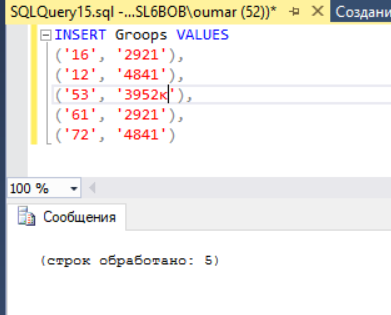 SQLQuery15.sql -...SL6BOB\oumar (52))* Создани
INSERT Groops VALUES
('16', '2921'),
('12', '4841'),
('53', '3952к'),
('61', '2921'),
('72', '4841')
100 %
Сообщения
(строк обработано: 5)